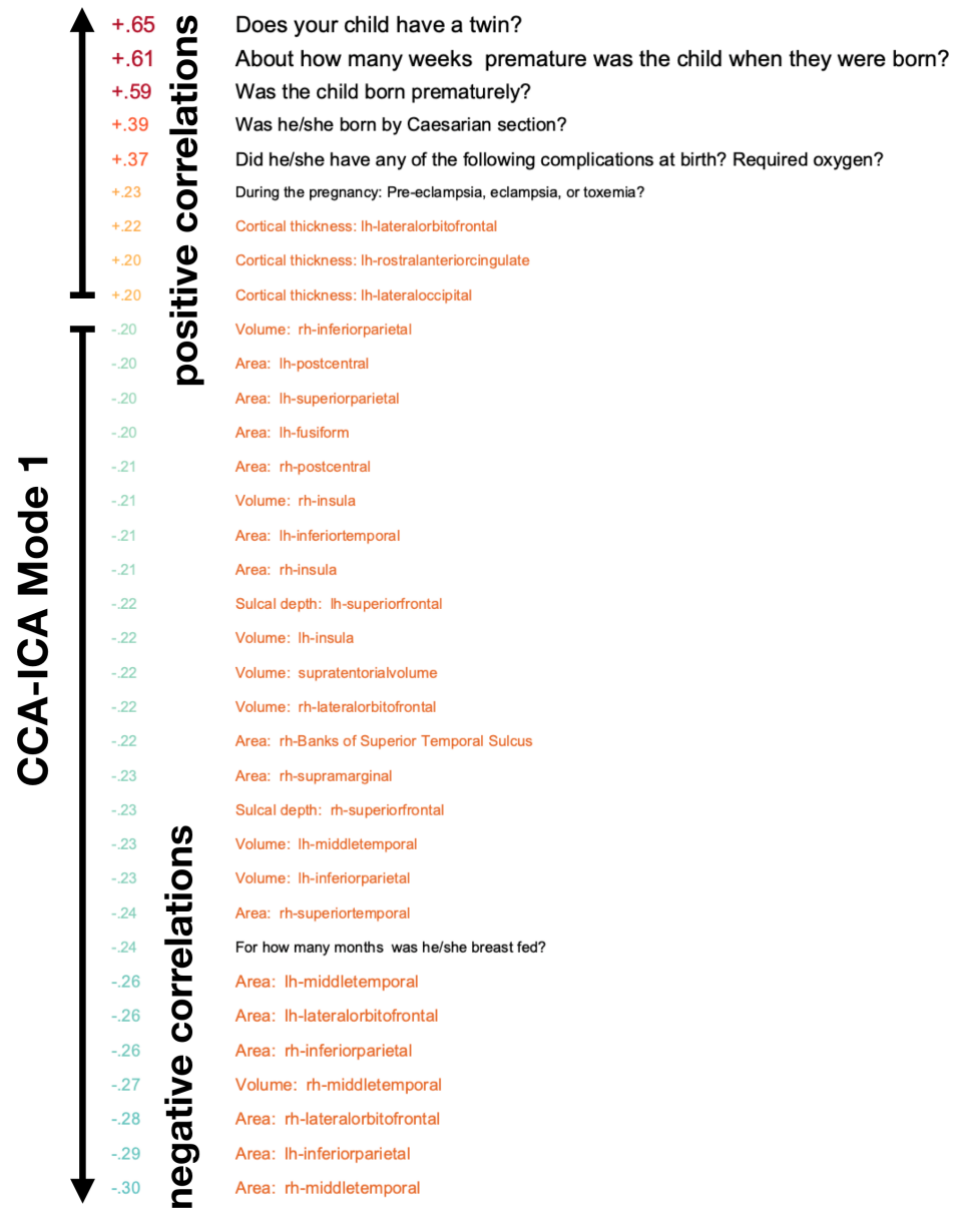 CCA-ICA Mode 1
positive correlations
negative correlations
+.65 Does your child have a twin?
+.61 About how many weeks premature was the child when they were born?
+.59 Was the child born prematurely?
+.39 Was he/she born by Caesarian section?
+.37 Did he/she have any of the following complications at birth? Required oxygen?
+.23 During the pregnancy: Pre-eclampsia, eclampsia, or toxemia?
+.22 Cortical thickness: lh-lateralorbitofrontal
+.20 Cortical thickness: lh-rostralanteriorcingulate
+.20 Cortical thickness: lh-lateraloccipital
-.20 Volume: rh-inferiorparietal
-.20 Area: lh-postcentral
-.20 Area: lh-superiorparietal
-.20 Area: lh-fusiform
-.21 Area: rh-postcentral
-.21 Volume: rh-insula
-.21 Area: lh-inferiortemporal
-.21 Area: rh-insula
-.22 Sulcal depth: lh-superiorfrontal
-.22 Volume: lh-insula
-.22 Volume: supratentorialvolume
-.22 Volume: rh-lateralorbitofrontal
-.22 Area: rh-Banks of Superior Temporal Sulcus
-.23 Area: rh-supramarginal
-.23 Sulcal depth: rh-superiorfrontal
-.23 Volume: lh-middletemporal
-.23 Volume: lh-inferiorparietal
-.24 Area: rh-superiortemporal
-.24 For how many months was he/she breast fed?
-.26 Area: lh-middletemporal
-.26 Area: lh-lateralorbitofrontal
-.26 Area: rh-inferiorparietal
-.27 Volume: rh-middletemporal
-.28 Area: rh-lateralorbitofrontal
-.29 Area: lh-inferiorparietal
-.30 Area: rh-middletemporal